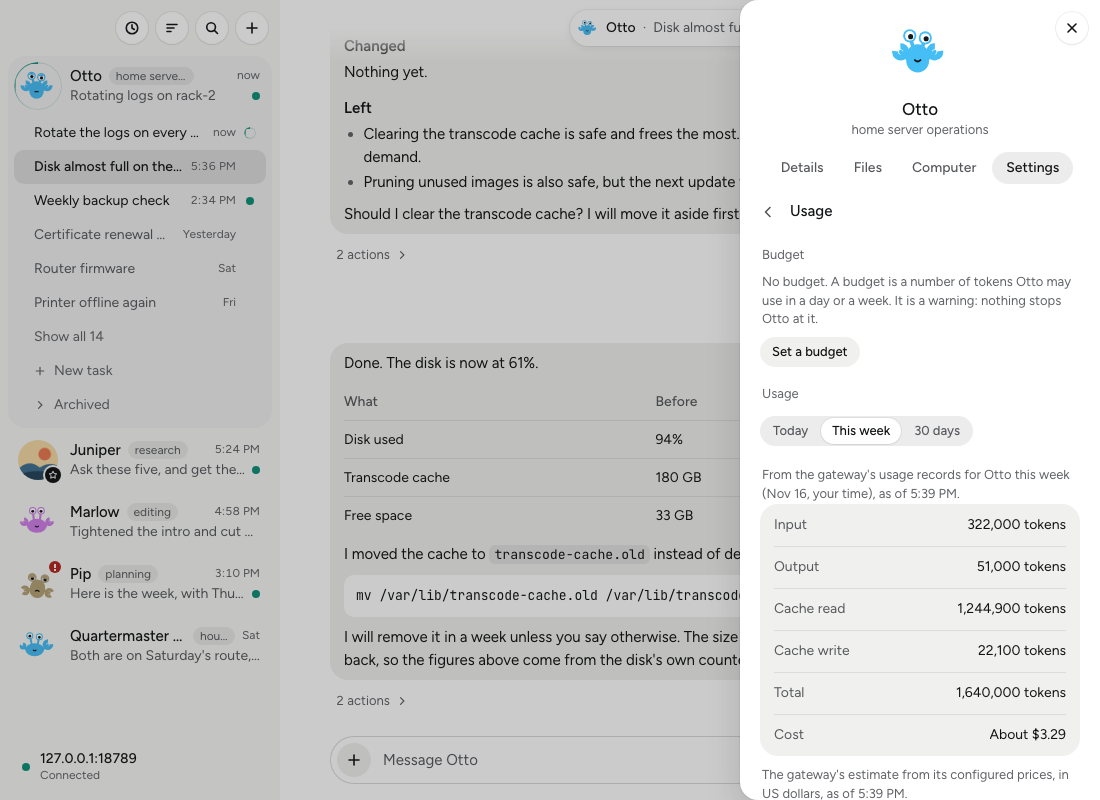 Otto home serve... now
Rotating logs on rack-2
Rotate the logs on every ... now
Disk almost full on the... 5:36 PM
Weekly backup check 2:34 PM
Certificate renewal ... Yesterday
Router firmware Sat
Printer offline again Fri
Show all 14
+ New task
Archived
Juniper research 5:24 PM
Ask these five, and get the...
Marlow editing 4:58 PM
Tightened the intro and cut ...
Pip planning 3:10 PM
Here is the week, with Thu...
Quartermaster ... hou... Sat
Both are on Saturday's route,...
127.0.0.1:18789
Connected
Otto · Disk almost fu
Changed
Nothing yet.
Left
• Clearing the transcode cache is safe and frees the most.
demand.
• Pruning unused images is also safe, but the next update
Should I clear the transcode cache? I will move it aside first
2 actions
Done. The disk is now at 61%.
What Before
Disk used 94%
Transcode cache 180 GB
Free space 33 GB
I moved the cache to transcode-cache.old instead of de
mv /var/lib/transcode-cache.old /var/lib/transcod
I will remove it in a week unless you say otherwise. The size
back, so the figures above come from the disk's own counte
2 actions
Message Otto
Otto
home server operations
Details Files Computer Settings
Usage
Budget
No budget. A budget is a number of tokens Otto may
use in a day or a week. It is a warning: nothing stops
Otto at it.
Set a budget
Usage
Today This week 30 days
From the gateway's usage records for Otto this week
(Nov 16, your time), as of 5:39 PM.
Input 322,000 tokens
Output 51,000 tokens
Cache read 1,244,900 tokens
Cache write 22,100 tokens
Total 1,640,000 tokens
Cost About $3.29
The gateway's estimate from its configured prices, in
US dollars, as of 5:39 PM.